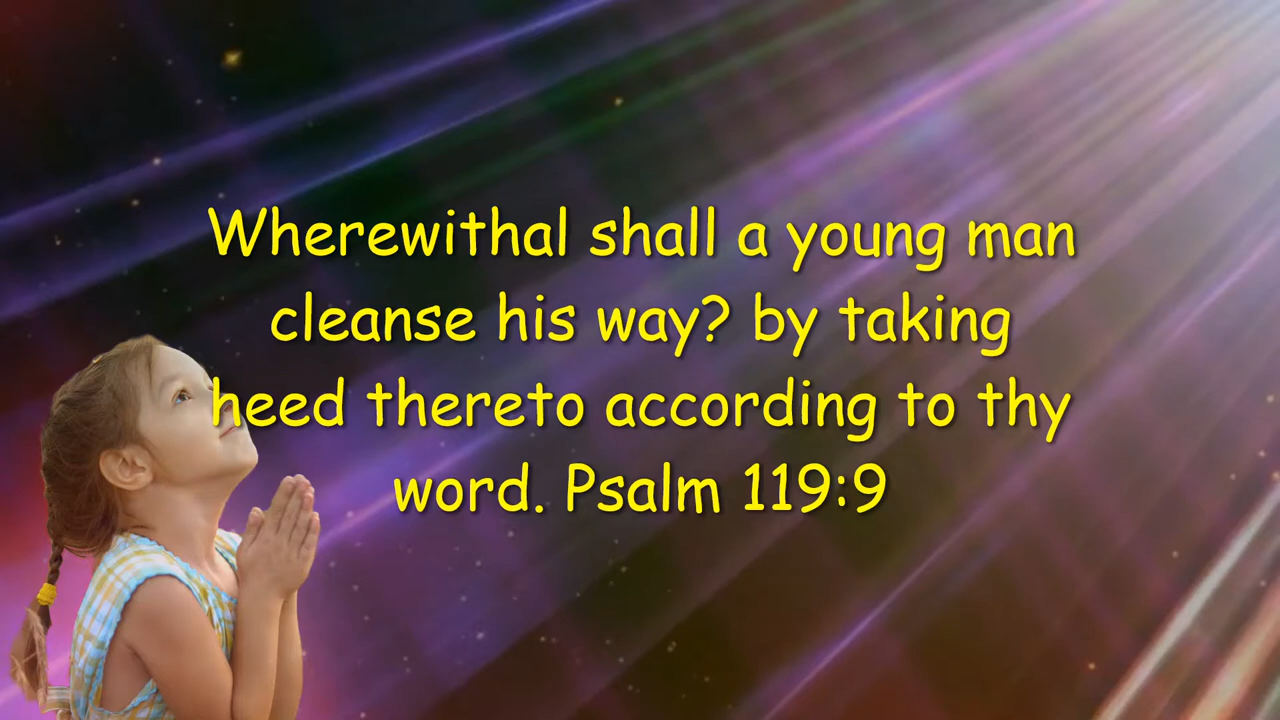 Wherewithal shall a young man
cleanse his way? by taking
heed thereto according to thy
word. Psalm 119:9